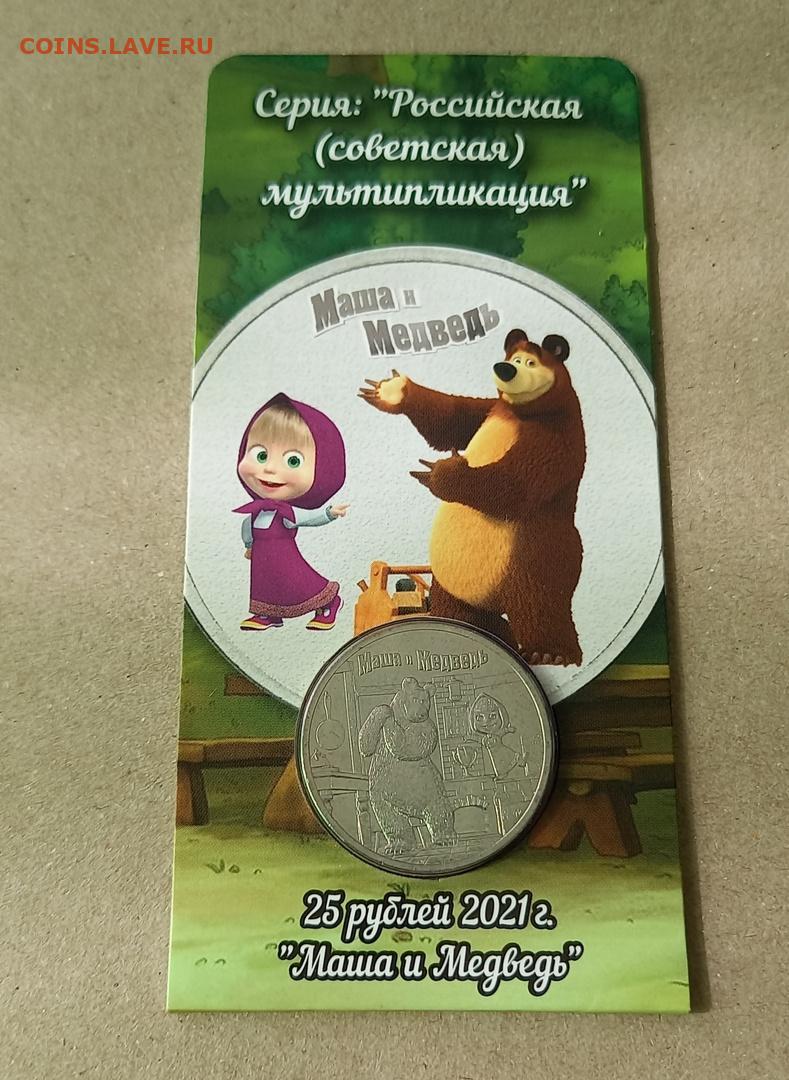 COINS.LAVE.RU
Серия: "Российская
(советская)
мультипликация"
Маша и
Медведь
Маша и Медведь
25 рублей 2021 г.
"Маша и Медведь"